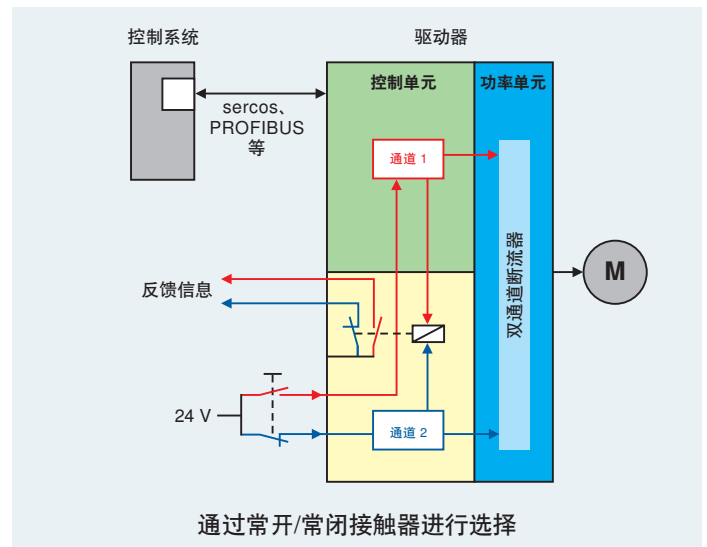 控制系统
驱动器
控制单元
功率单元
sercos、
PROFIBUS
等
通道 1
双通道断流器
M
反馈信息
24 V
通道 2
通过常开/常闭接触器进行选择